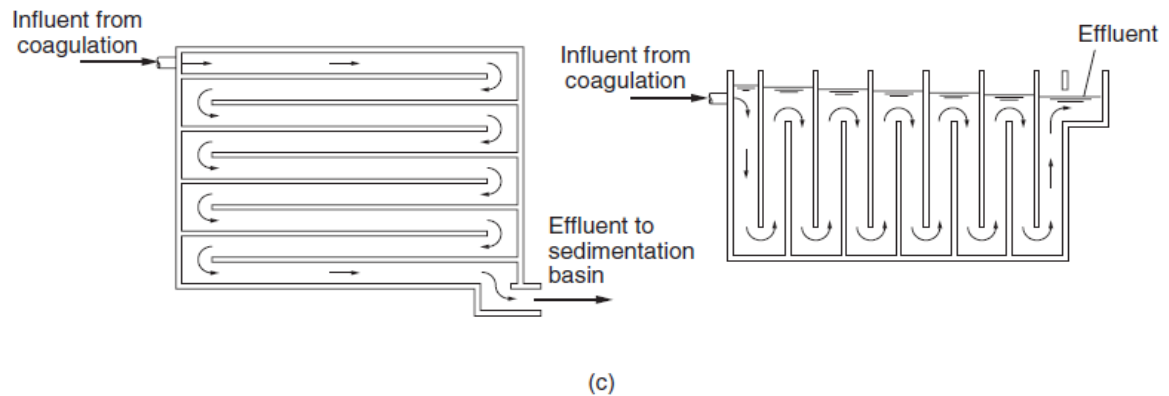 Influent from
coagulation
Effluent to
sedimentation
basin
Influent from
coagulation
Effluent
(c)